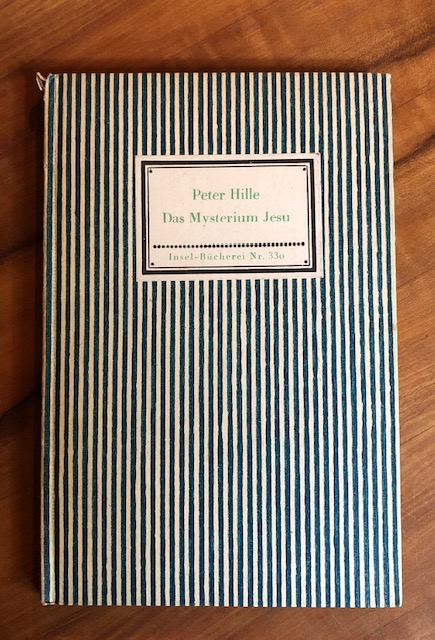 Peter Hille
Das Mysterium Jesu
Insel-Bücherei Nr. 330